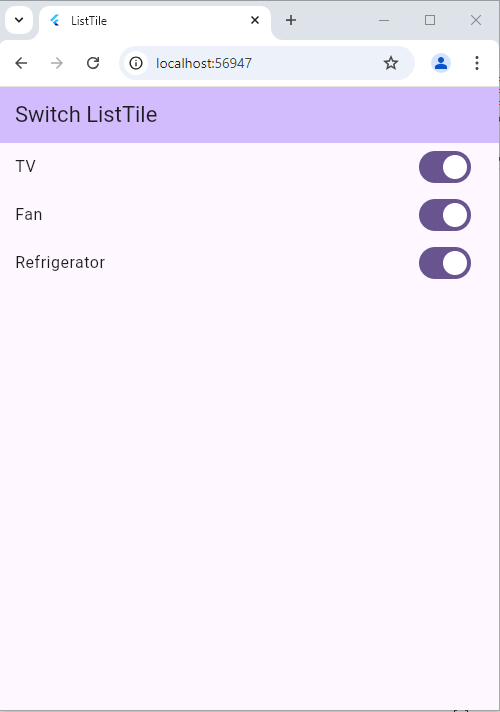 ListTile
localhost:56947
Switch ListTile
TV
Fan
Refrigerator